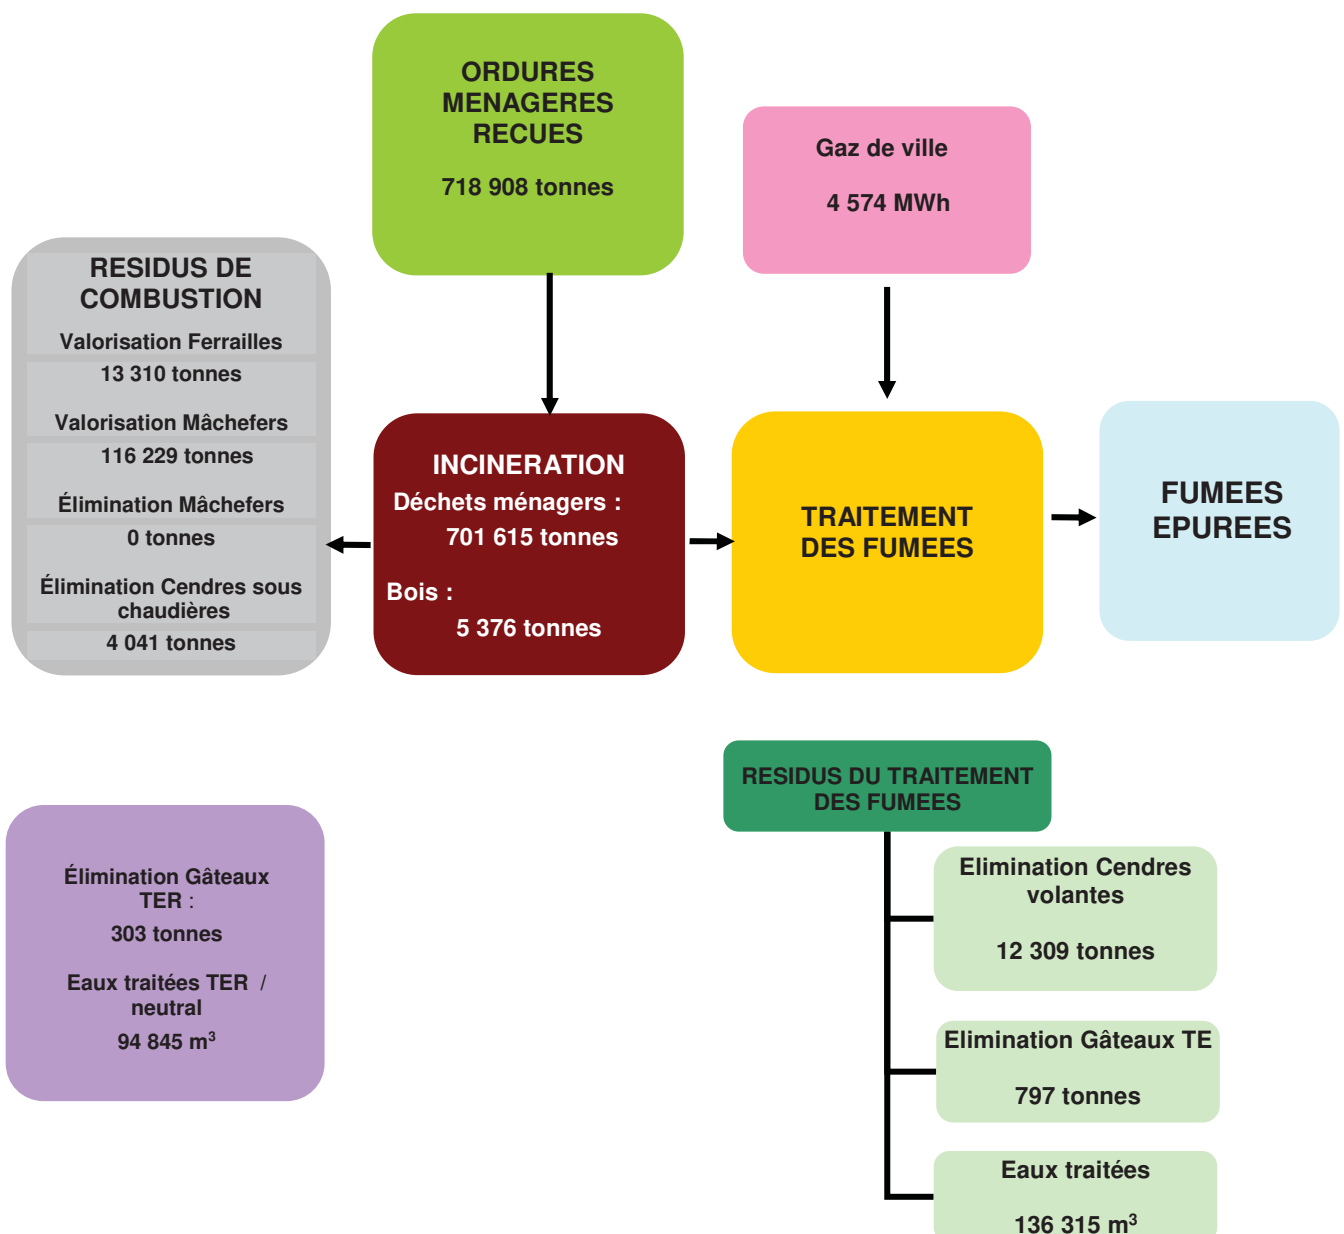 ORDURES
MENAGERES
RECUES
718 908 tonnes
Gaz de ville
4 574 MWh
RESIDUS DE
COMBUSTION
Valorisation Ferrailles
13 310 tonnes
Valorisation Mâchefers
116 229 tonnes
Élimination Mâchefers
0 tonnes
Élimination Cendres sous
chaudières
4 041 tonnes
INCINERATION
Déchets ménagers :
701 615 tonnes
Bois :
5 376 tonnes
TRAITEMENT
DES FUMEES
FUMEES
EPUREES
RESIDUS DU TRAITEMENT
DES FUMEES
Elimination Cendres
volantes
12 309 tonnes
Elimination Gâteaux TE
797 tonnes
Eaux traitées
136 315 m³
Élimination Gâteaux
TER :
303 tonnes
Eaux traitées TER /
neutral
94 845 m³